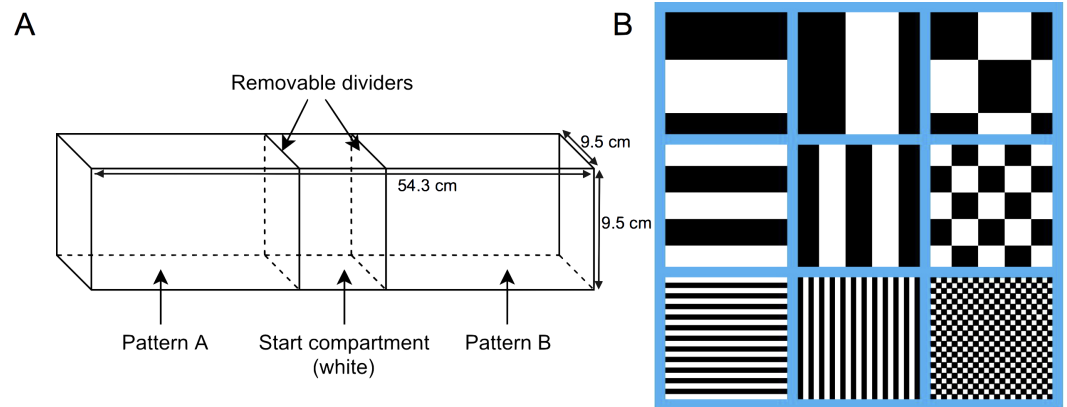 A
B
Removable dividers
9.5 cm
54.3 cm
9.5 cm
Pattern A
Start compartment
(white)
Pattern B